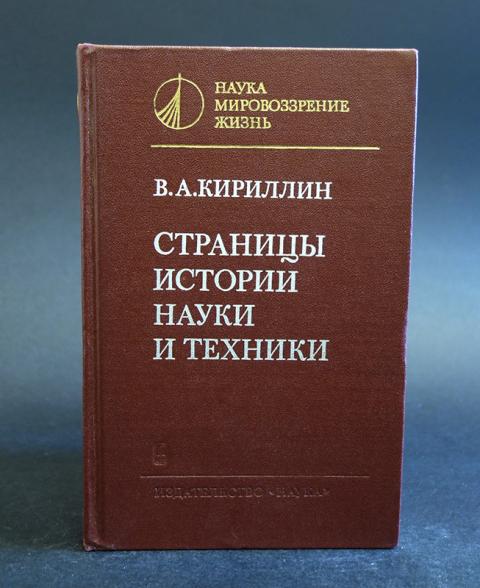 НАУКА
МИРОВОЗЗРЕНИЕ
ЖИЗНЬ
В.А.КИРИЛЛИН
СТРАНИЦЫ
ИСТОРИИ
НАУКИ
И ТЕХНИКИ
ИЗДАТЕЛЬСТВО «НАУКА»